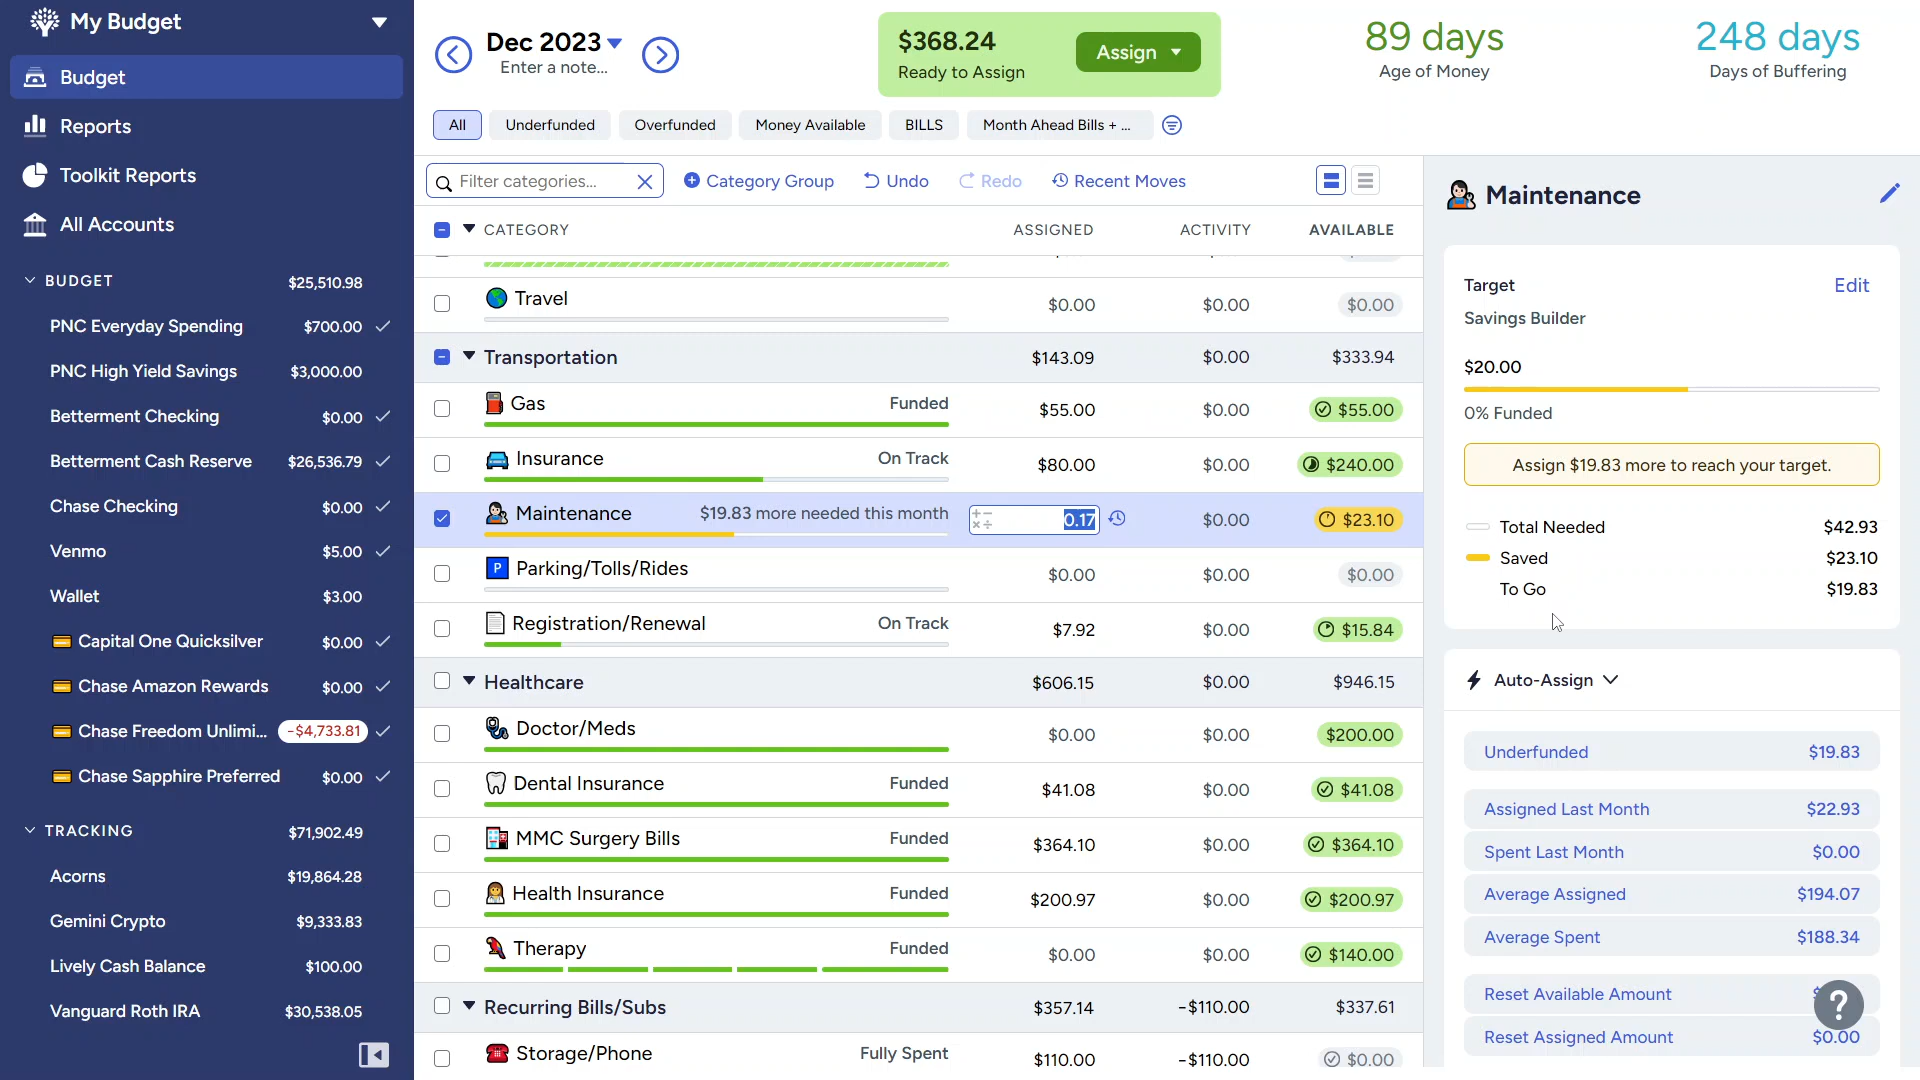 My Budget
Budget
Reports
Toolkit Reports
All Accounts
BUDGET $25,510.98
PNC Everyday Spending $700.00
PNC High Yield Savings $3,000.00
Betterment Checking $0.00
Betterment Cash Reserve $26,536.79
Chase Checking $0.00
Venmo $5.00
Wallet $3.00
Capital One Quicksilver $0.00
Chase Amazon Rewards $0.00
Chase Freedom Unlimi... -$4,733.81
Chase Sapphire Preferred $0.00
TRACKING $71,902.49
Acorns $19,864.28
Gemini Crypto $9,333.83
Lively Cash Balance $100.00
Vanguard Roth IRA $30,538.05
Dec 2023
Enter a note...
$368.24
Ready to Assign
Assign
89 days
Age of Money
248 days
Days of Buffering
All Underfunded Overfunded Money Available BILLS Month Ahead Bills + ...
Filter categories... Category Group Undo Redo Recent Moves
CATEGORY ASSIGNED ACTIVITY AVAILABLE
Travel $0.00 $0.00 $0.00
Transportation $143.09 $0.00 $333.94
Gas Funded $55.00 $0.00 $55.00
Insurance On Track $80.00 $0.00 $240.00
Maintenance $19.83 more needed this month 0.17 $0.00 $23.10
P Parking/Tolls/Rides $0.00 $0.00 $0.00
Registration/Renewal On Track $7.92 $0.00 $15.84
Healthcare $606.15 $0.00 $946.15
Doctor/Meds $0.00 $0.00 $200.00
Dental Insurance Funded $41.08 $0.00 $41.08
MMC Surgery Bills Funded $364.10 $0.00 $364.10
Health Insurance Funded $200.97 $0.00 $200.97
Therapy Funded $0.00 $0.00 $140.00
Recurring Bills/Subs $357.14 -$110.00 $337.61
Storage/Phone Fully Spent $110.00 -$110.00 $0.00
Maintenance
Target Edit
Savings Builder
$20.00
0% Funded
Assign $19.83 more to reach your target.
Total Needed $42.93
Saved $23.10
To Go $19.83
Auto-Assign
Underfunded $19.83
Assigned Last Month $22.93
Spent Last Month $0.00
Average Assigned $194.07
Average Spent $188.34
Reset Available Amount
?
Reset Assigned Amount $0.00